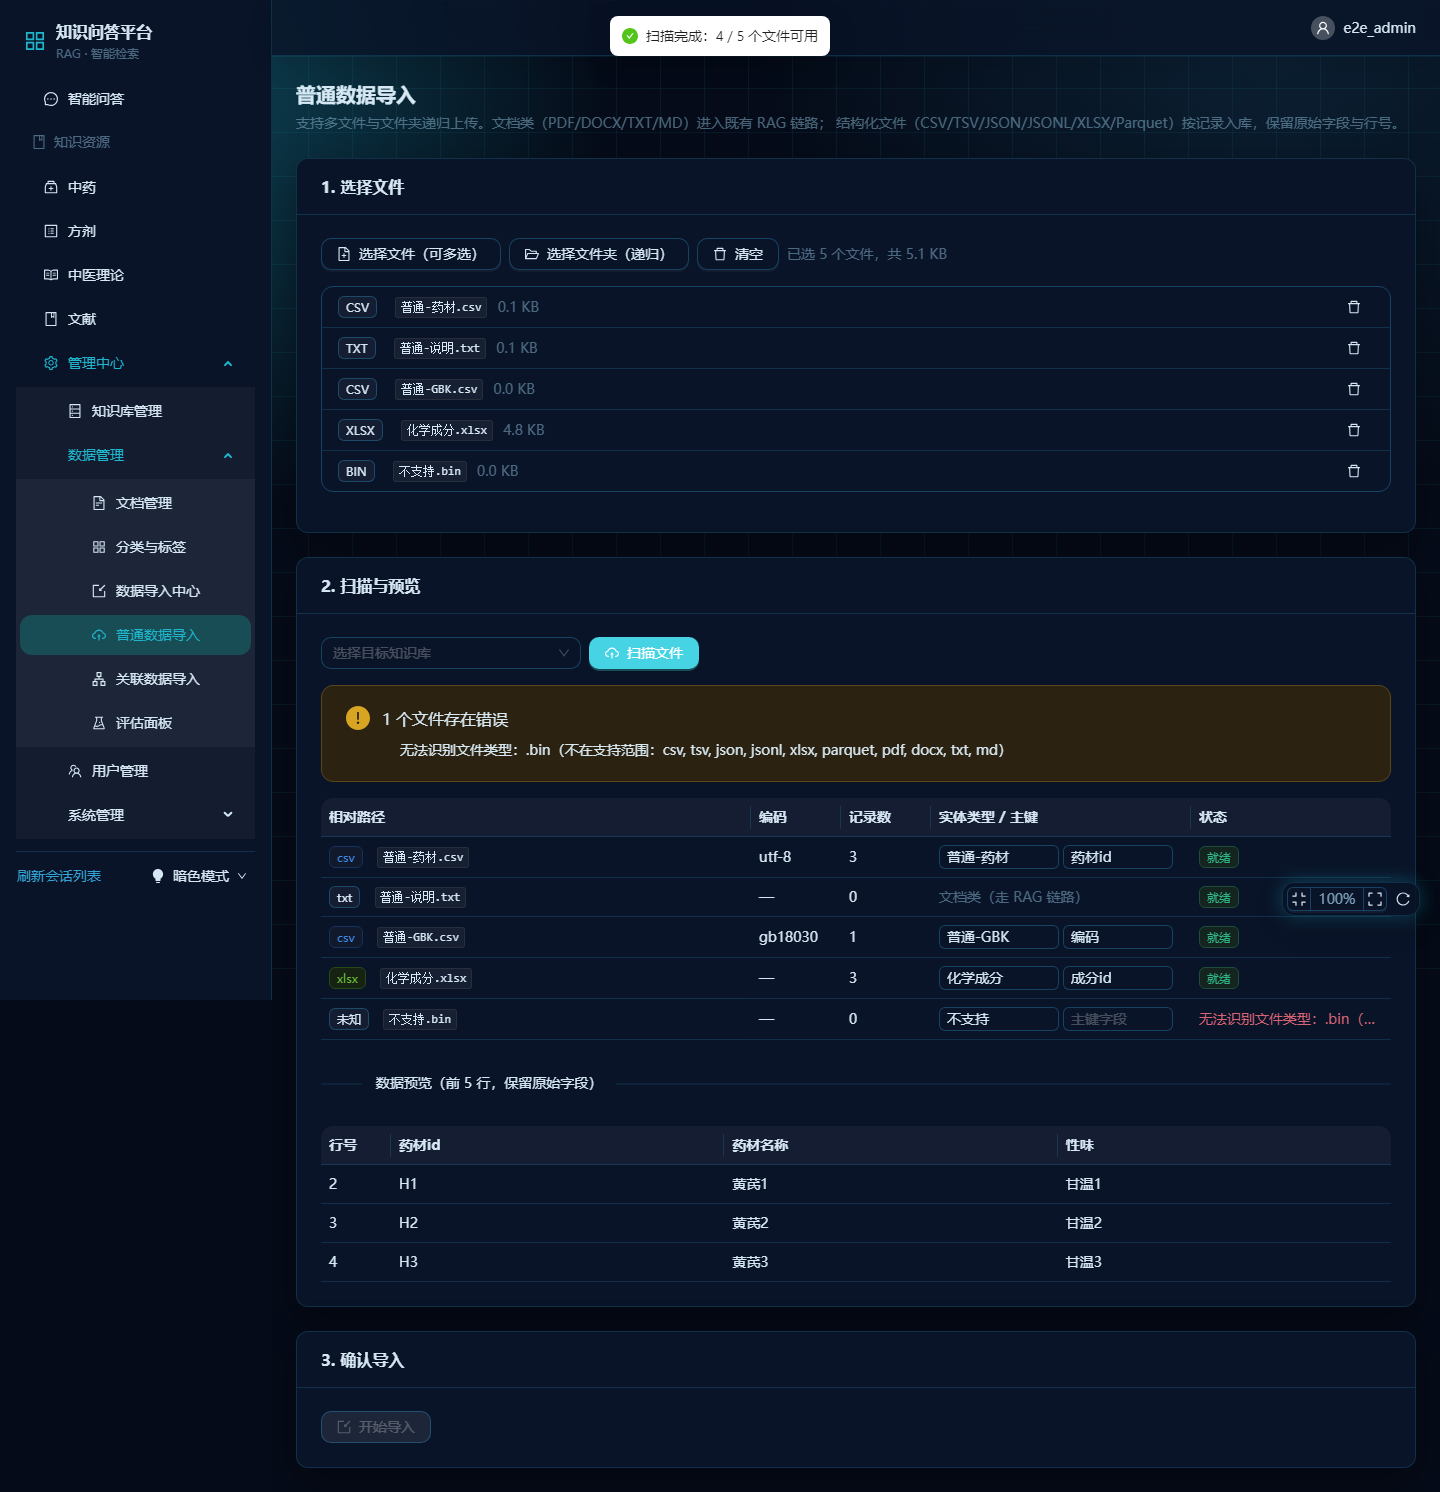 知识问答平台
RAG · 智能检索
智能问答
知识资源
中药
方剂
中医理论
文献
管理中心
知识库管理
数据管理
文档管理
分类与标签
数据导入中心
普通数据导入
关联数据导入
评估面板
用户管理
系统管理
刷新会话列表
暗色模式
扫描完成：4 / 5 个文件可用
e2e_admin
普通数据导入
支持多文件与文件夹递归上传。文档类（PDF/DOCX/TXT/MD）进入既有 RAG 链路； 结构化文件（CSV/TSV/JSON/JSONL/XLSX/Parquet）按记录入库，保留原始字段与行号。
1. 选择文件
选择文件（可多选） 选择文件夹（递归） 清空 已选 5 个文件，共 5.1 KB
CSV 普通-药材.csv 0.1 KB
TXT 普通-说明.txt 0.1 KB
CSV 普通-GBK.csv 0.0 KB
XLSX 化学成分.xlsx 4.8 KB
BIN 不支持.bin 0.0 KB
2. 扫描与预览
选择目标知识库 扫描文件
1 个文件存在错误
无法识别文件类型：.bin（不在支持范围：csv, tsv, json, jsonl, xlsx, parquet, pdf, docx, txt, md）
相对路径 编码 记录数 实体类型 / 主键 状态
csv 普通-药材.csv utf-8 3 普通-药材 药材id 就绪
txt 普通-说明.txt — 0 文档类（走 RAG 链路） 就绪
csv 普通-GBK.csv gb18030 1 普通-GBK 编码 就绪
xlsx 化学成分.xlsx — 3 化学成分 成分id 就绪
未知 不支持.bin — 0 不支持 主键字段 无法识别文件类型：.bin（...
100%
数据预览（前 5 行，保留原始字段）
行号 药材id 药材名称 性味
2 H1 黄芪1 甘温1
3 H2 黄芪2 甘温2
4 H3 黄芪3 甘温3
3. 确认导入
开始导入